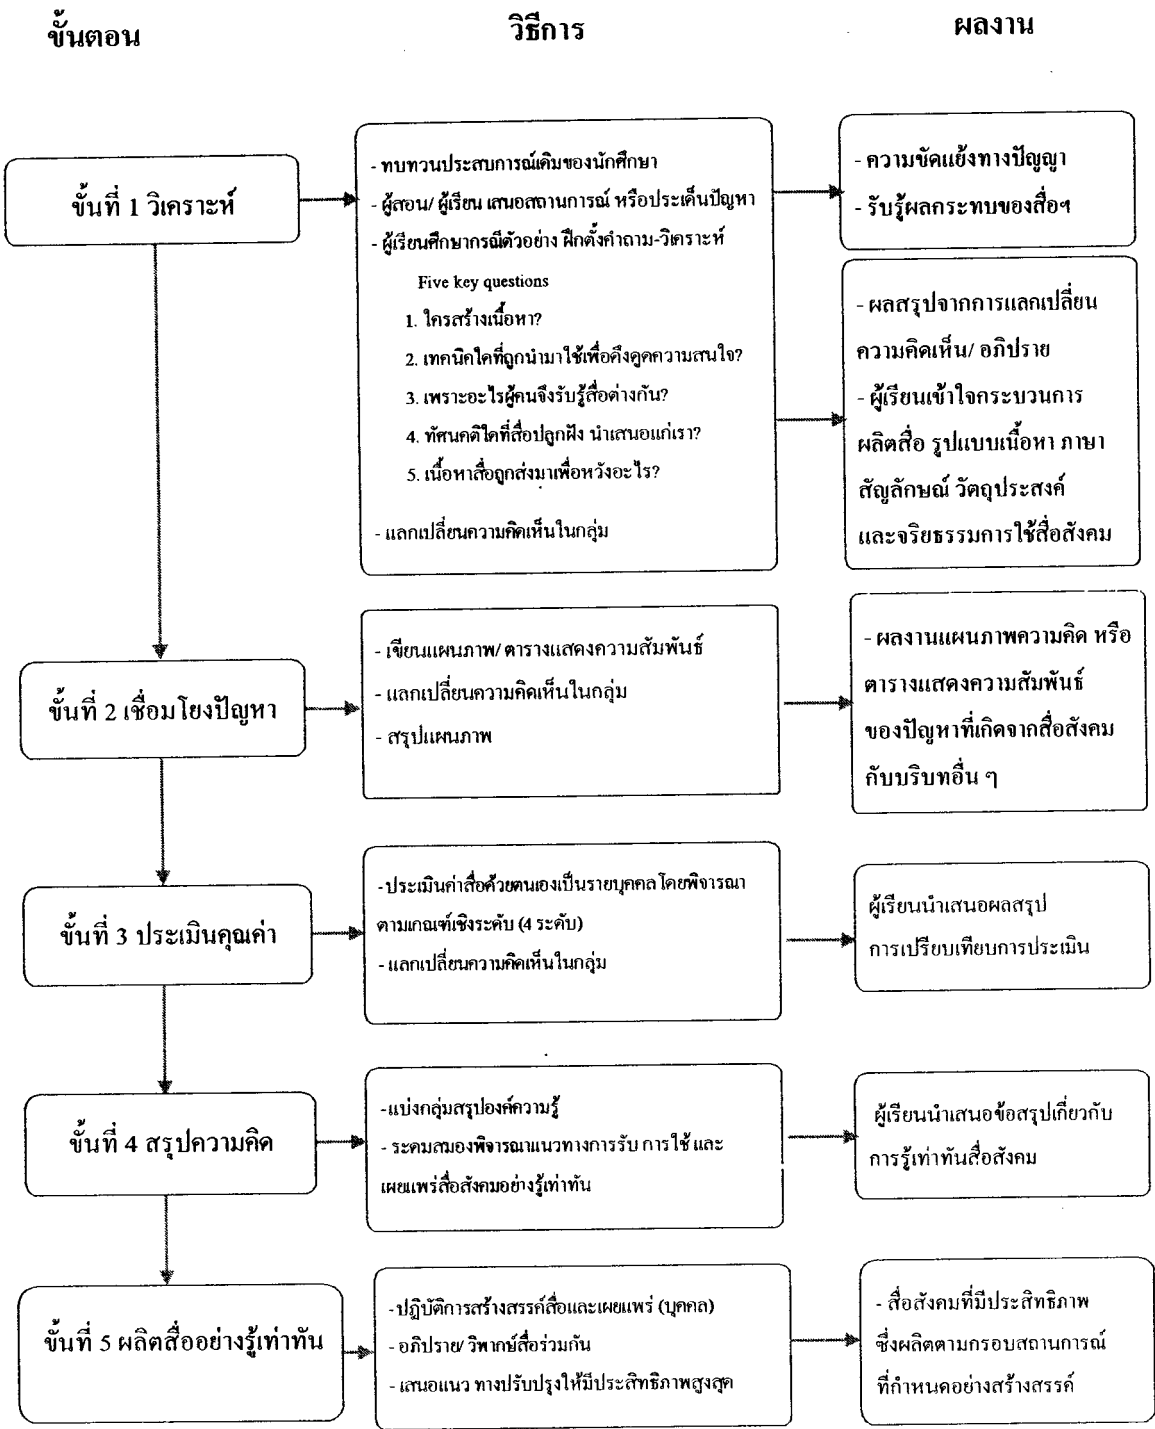 ขั้นตอน
วิธีการ
ผลงาน
ขั้นที่ 1 วิเคราะห์
- ทบทวนประสบการณ์เดิมของนักศึกษา
- ผู้สอน/ ผู้เรียน เสนอสถานการณ์ หรือประเด็นปัญหา
- ผู้เรียนศึกษากรณีตัวอย่าง ฝึกตั้งคำถาม-วิเคราะห์
Five key questions
1. ใครสร้างเนื้อหา?
2. เทคนิคใดที่ถูกนำมาใช้เพื่อดึงดูดความสนใจ?
3. เพราะอะไรผู้คนจึงรับรู้สื่อต่างกัน?
4. ทัศนคติใดที่สื่อปลูกฝัง นำเสนอแก่เรา?
5. เนื้อหาสื่อถูกส่งมาเพื่อหวังอะไร?
- แลกเปลี่ยนความคิดเห็นในกลุ่ม
- ความขัดแย้งทางปัญญา
- รับรู้ผลกระทบของสื่อฯ
- ผลสรุปจากการแลกเปลี่ยน
ความคิดเห็น/ อภิปราย
- ผู้เรียนเข้าใจกระบวนการ
ผลิตสื่อ รูปแบบเนื้อหา ภาษา
สัญลักษณ์ วัตถุประสงค์
และจริยธรรมการใช้สื่อสังคม
ขั้นที่ 2 เชื่อมโยงปัญหา
- เขียนแผนภาพ/ ตารางแสดงความสัมพันธ์
- แลกเปลี่ยนความคิดเห็นในกลุ่ม
- สรุปแผนภาพ
- ผลงานแผนภาพความคิด หรือ
ตารางแสดงความสัมพันธ์
ของปัญหาที่เกิดจากสื่อสังคม
กับบริบทอื่น ๆ
ขั้นที่ 3 ประเมินคุณค่า
- ประเมินค่าสื่อด้วยตนเองเป็นรายบุคคล โดยพิจารณา
ตามเกณฑ์เชิงระดับ (4 ระดับ)
- แลกเปลี่ยนความคิดเห็นในกลุ่ม
ผู้เรียนนำเสนอผลสรุป
การเปรียบเทียบการประเมิน
ขั้นที่ 4 สรุปความคิด
- แบ่งกลุ่มสรุปองค์ความรู้
- ระดมสมองพิจารณาแนวทางการรับ การใช้ และ
เผยแพร่สื่อสังคมอย่างรู้เท่าทัน
ผู้เรียนนำเสนอข้อสรุปเกี่ยวกับ
การรู้เท่าทันสื่อสังคม
ขั้นที่ 5 ผลิตสื่ออย่างรู้เท่าทัน
- ปฏิบัติการสร้างสรรค์สื่อและเผยแพร่ (บุคคล)
- อภิปราย/ วิพากษ์สื่อร่วมกัน
- เสนอแนว ทางปรับปรุงให้มีประสิทธิภาพสูงสุด
- สื่อสังคมที่มีประสิทธิภาพ
ซึ่งผลิตตามกรอบสถานการณ์
ที่กำหนดอย่างสร้างสรรค์